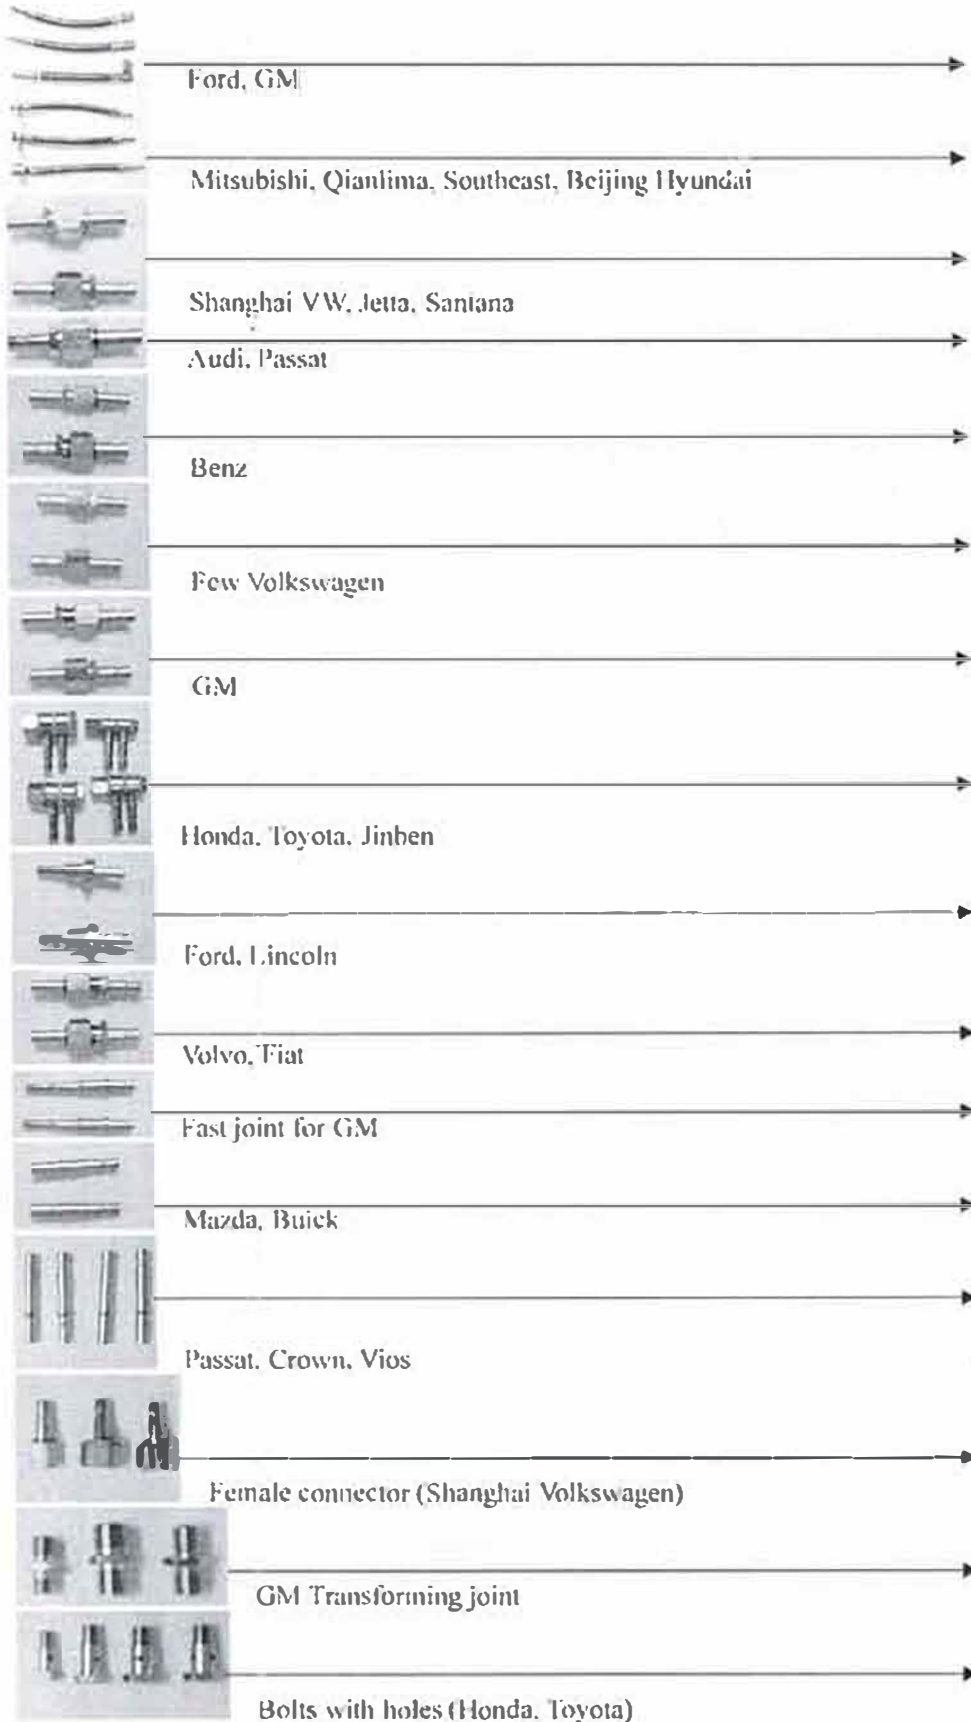 Ford, GM
Mitsubishi, Qianlima, Southeast, Beijing Hyundai
Shanghai VW, Jetta, Santana
Audi, Passat
Benz
Few Volkswagen
GM
Honda, Toyota, Jinben
Ford, Lincoln
Volvo, Fiat
Fast joint for GM
Mazda, Buick
Passat, Crown, Vios
Female connector (Shanghai Volkswagen)
GM Transforming joint
Bolts with holes (Honda, Toyota)